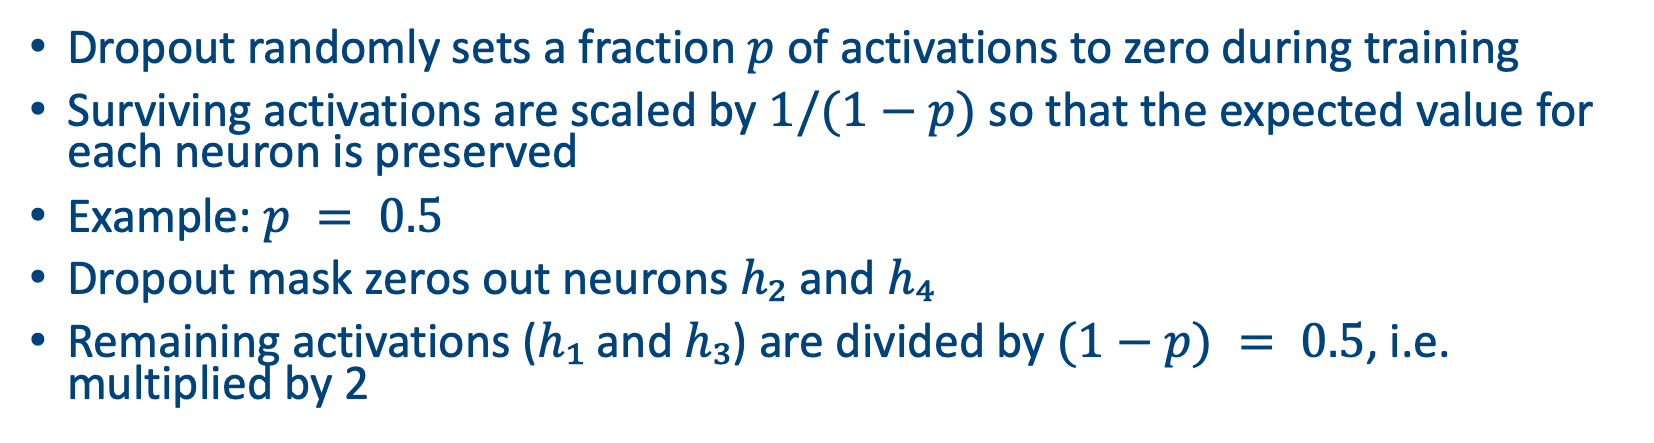 • Dropout randomly sets a fraction p of activations to zero during training
• Surviving activations are scaled by 1/(1 − p) so that the expected value for
each neuron is preserved
• Example: p = 0.5
• Dropout mask zeros out neurons h₂ and h₄
• Remaining activations (h₁ and h₃) are divided by (1 − p) = 0.5, i.e.
multiplied by 2